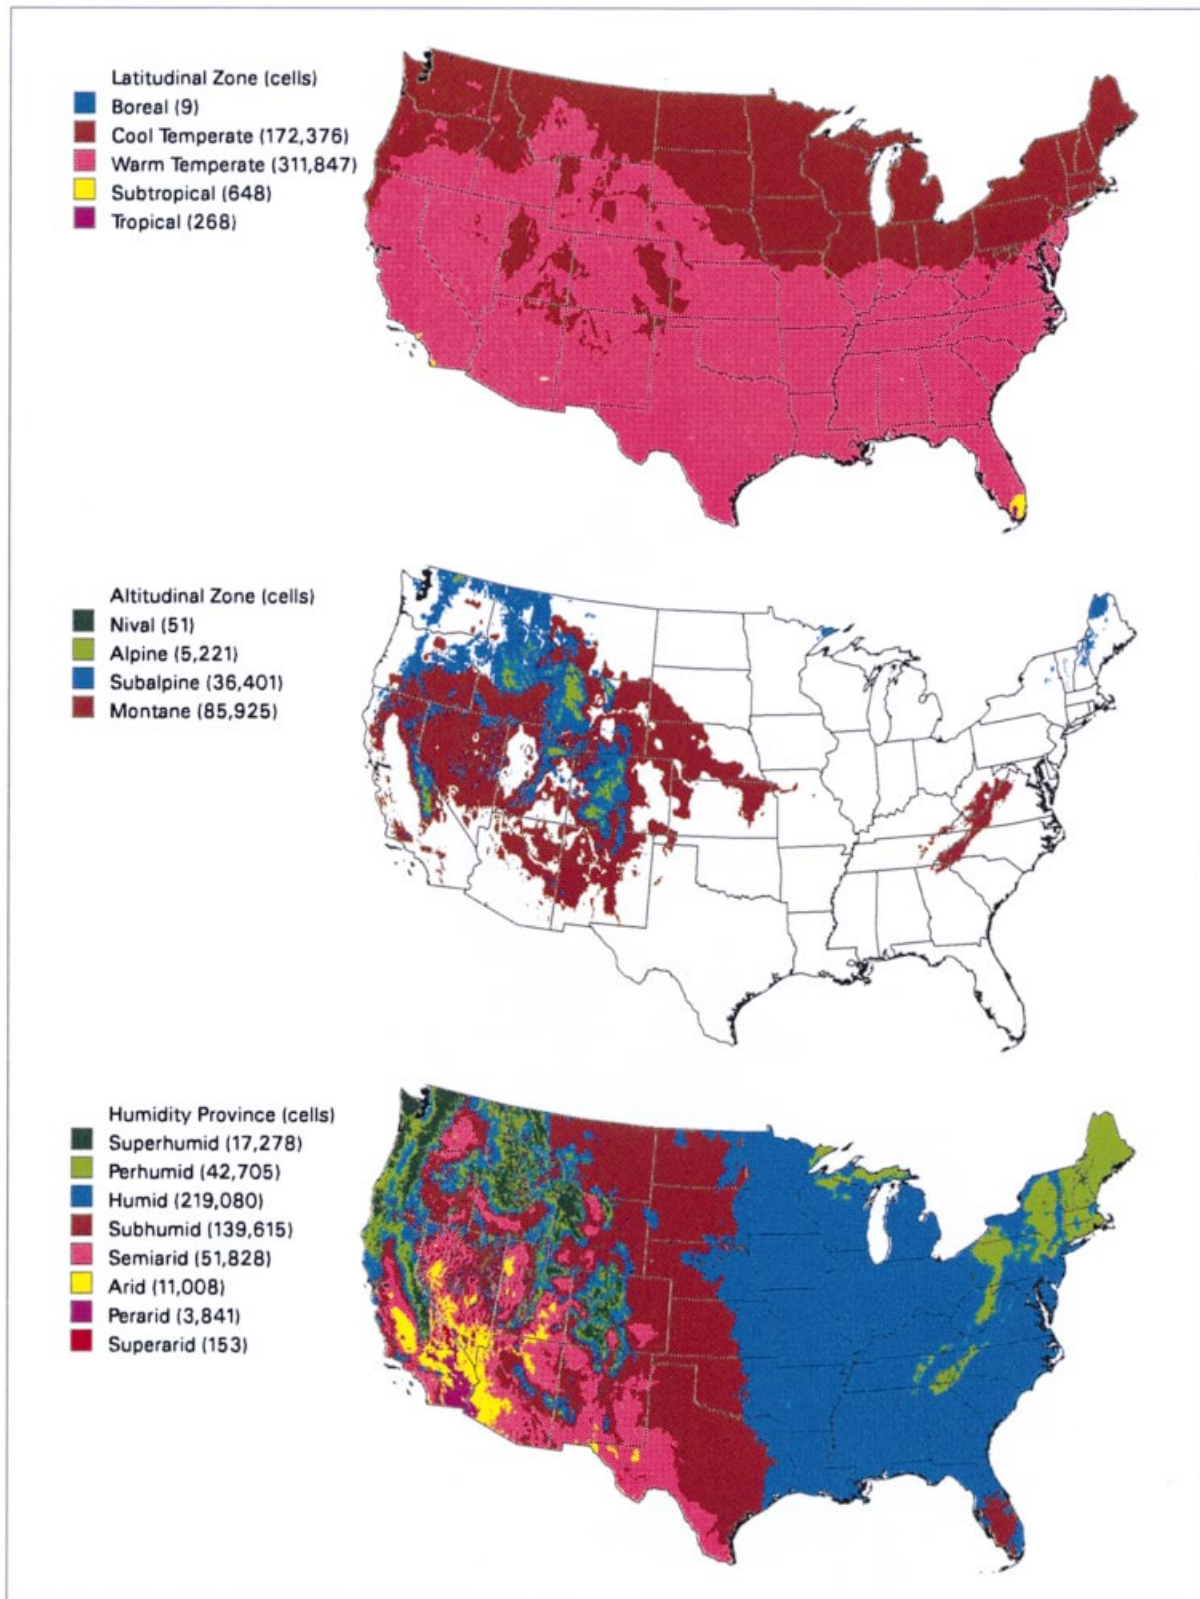 Latitudinal Zone (cells)
Boreal (9)
Cool Temperate (172,376)
Warm Temperate (311,847)
Subtropical (648)
Tropical (268)
Altitudinal Zone (cells)
Nival (51)
Alpine (5,221)
Subalpine (36,401)
Montane (85,925)
Humidity Province (cells)
Superhumid (17,278)
Perhumid (42,705)
Humid (219,080)
Subhumid (139,615)
Semiarid (51,828)
Arid (11,008)
Perarid (3,841)
Superarid (153)